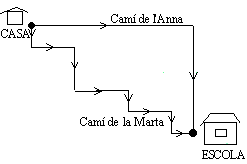 Camí de l'Anna
CASA
Camí de la Marta
ESCOLA